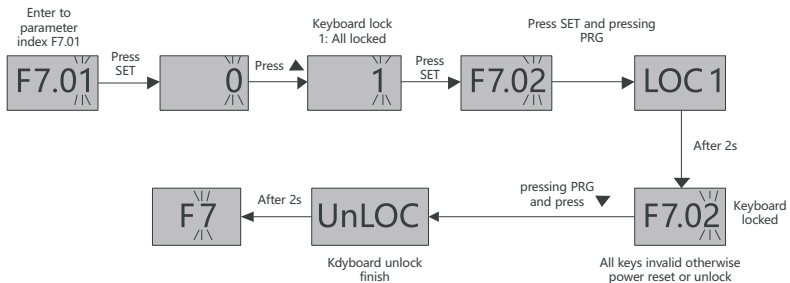 Enter to
parameter
index F7.01
F7.01
Press
SET
0
Press
Keyboard lock
1: All locked
1
Press
SET
F7.02
Press SET and pressing
PRG
LOC 1
After 2s
F7.02
Keyboard
locked
All keys invalid otherwise
power reset or unlock
pressing PRG
and press
UnLOC
Kdyboard unlock
finish
After 2s
F7